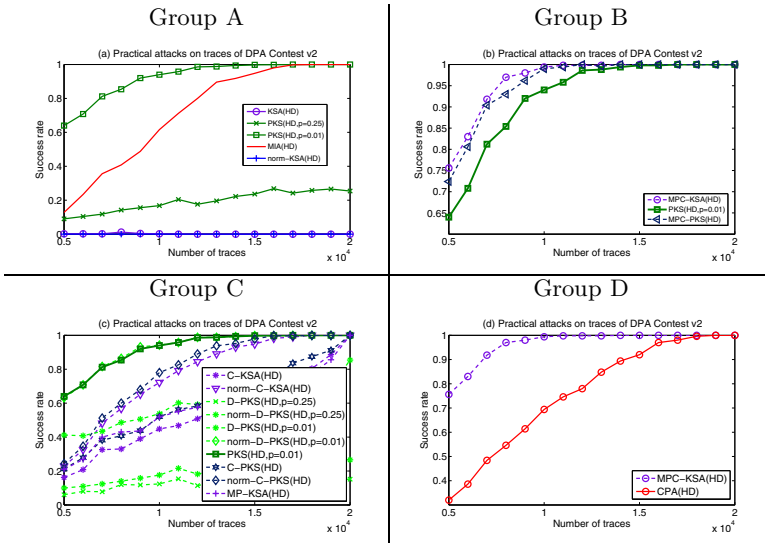 Group A
(a) Practical attacks on traces of DPA Contest v2
1
0.8
0.6
0.4
0.2
0
Success rate
KSA(HD)
PKS(HD,p=0.25)
PKS(HD,p=0.01)
MIA(HD)
norm-KSA(HD)
0.5
1
1.5
2
Number of traces
x 10^4
Group B
(b) Practical attacks on traces of DPA Contest v2
1
0.95
0.9
0.85
0.8
0.75
0.7
0.65
Success rate
MPC-KSA(HD)
PKS(HD,p=0.01)
MPC-PKS(HD)
0.5
1
1.5
2
Number of traces
x 10^4
Group C
(c) Practical attacks on traces of DPA Contest v2
1
0.8
0.6
0.4
0.2
0
Success rate
C-KSA(HD)
norm-C-KSA(HD)
D-PKS(HD,p=0.25)
norm-D-PKS(HD,p=0.25)
D-PKS(HD,p=0.01)
norm-D-PKS(HD,p=0.01)
PKS(HD,p=0.01)
C-PKS(HD)
norm-C-PKS(HD)
MP-KSA(HD)
0.5
1
1.5
2
Number of traces
x 10^4
Group D
(d) Practical attacks on traces of DPA Contest v2
1
0.9
0.8
0.7
0.6
0.5
0.4
Success rate
MPC-KSA(HD)
CPA(HD)
0.5
1
1.5
2
Number of traces
x 10^4